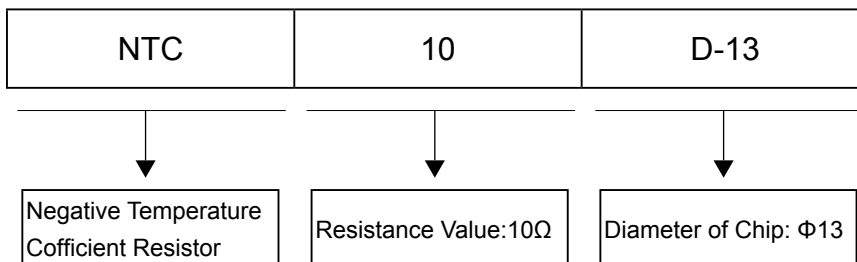 NTC
10
D-13
Negative Temperature
Cofficient Resistor
Resistance Value:10Ω
Diameter of Chip: Φ13